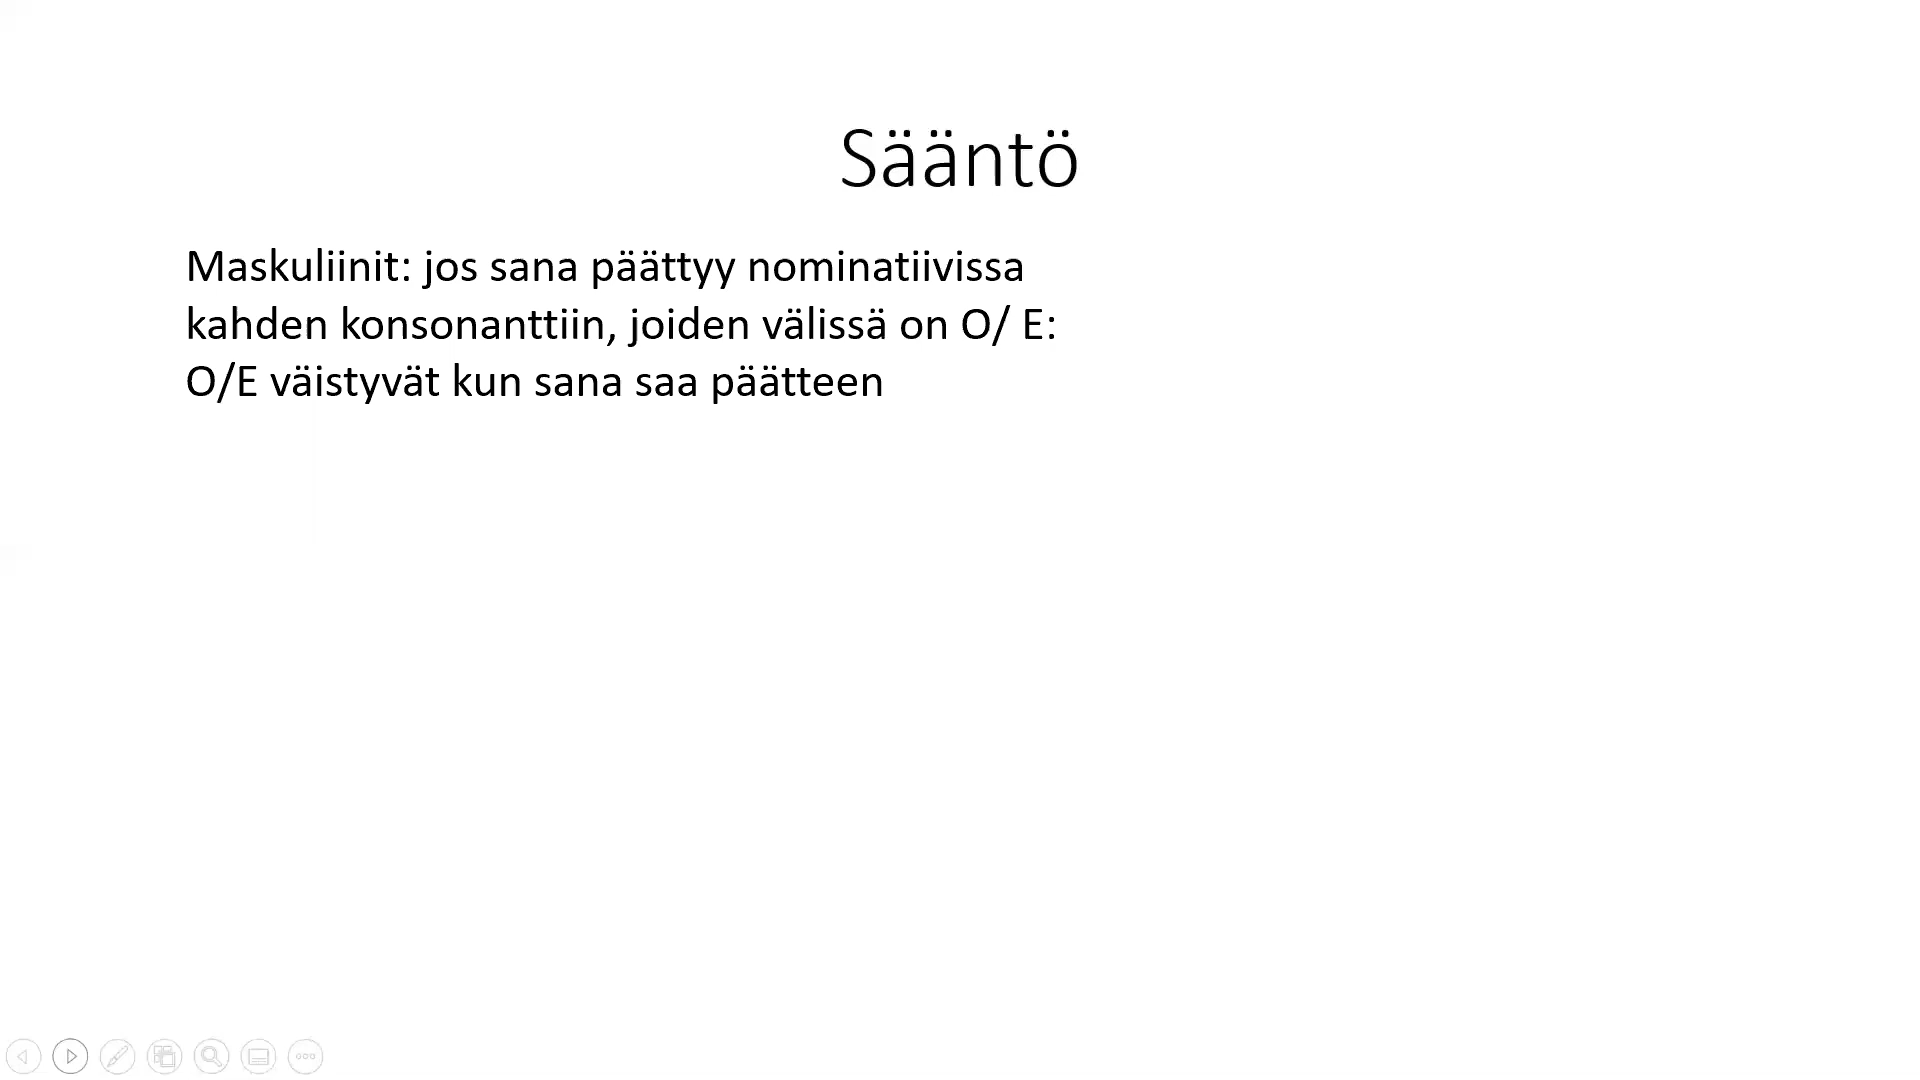 Sääntö
Maskuliinit: jos sana päättyy nominatiivissa
kahden konsonanttiin, joiden välissä on O/ E:
O/E väistyvät kun sana saa päätteen